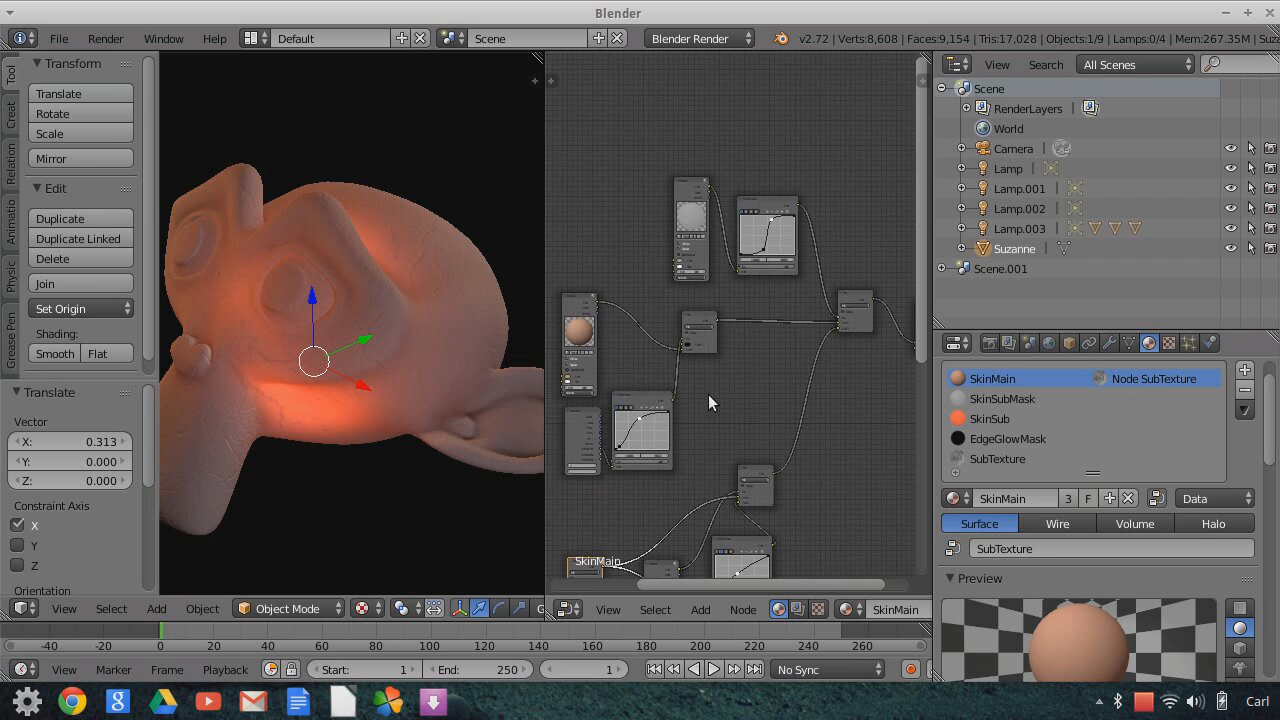 Blender
File Render Window Help Default Scene Blender Render v2.72 | Verts:8,608 | Faces:9,154 | Tris:17,028 | Objects:1/9 | Lamps:0/4 | Mem:267.35M | Suz
Tool
Creat
Relation
Animatio
Physic
Grease Pen
Transform
Translate
Rotate
Scale
Mirror
Edit
Duplicate
Duplicate Linked
Delete
Join
Set Origin
Shading:
Smooth Flat
Translate
Vector
X: 0.313
Y: 0.000
Z: 0.000
Constraint Axis
X
Y
Z
Orientation
View Select Add Object Object Mode G
SkinMain
View Select Add Node SkinMain
View Search All Scenes
Scene
RenderLayers |
World
Camera |
Lamp |
Lamp.001 |
Lamp.002 |
Lamp.003 |
Suzanne |
Scene.001
SkinMain Node SubTexture
SkinSubMask
SkinSub
EdgeGlowMask
SubTexture
SkinMain 3 F Data
Surface Wire Volume Halo
SubTexture
Preview
-40 -20 0 20 40 60 80 100 120 140 160 180 200 220 240 260
View Marker Frame Playback Start: 1 End: 250 1 No Sync
Carl